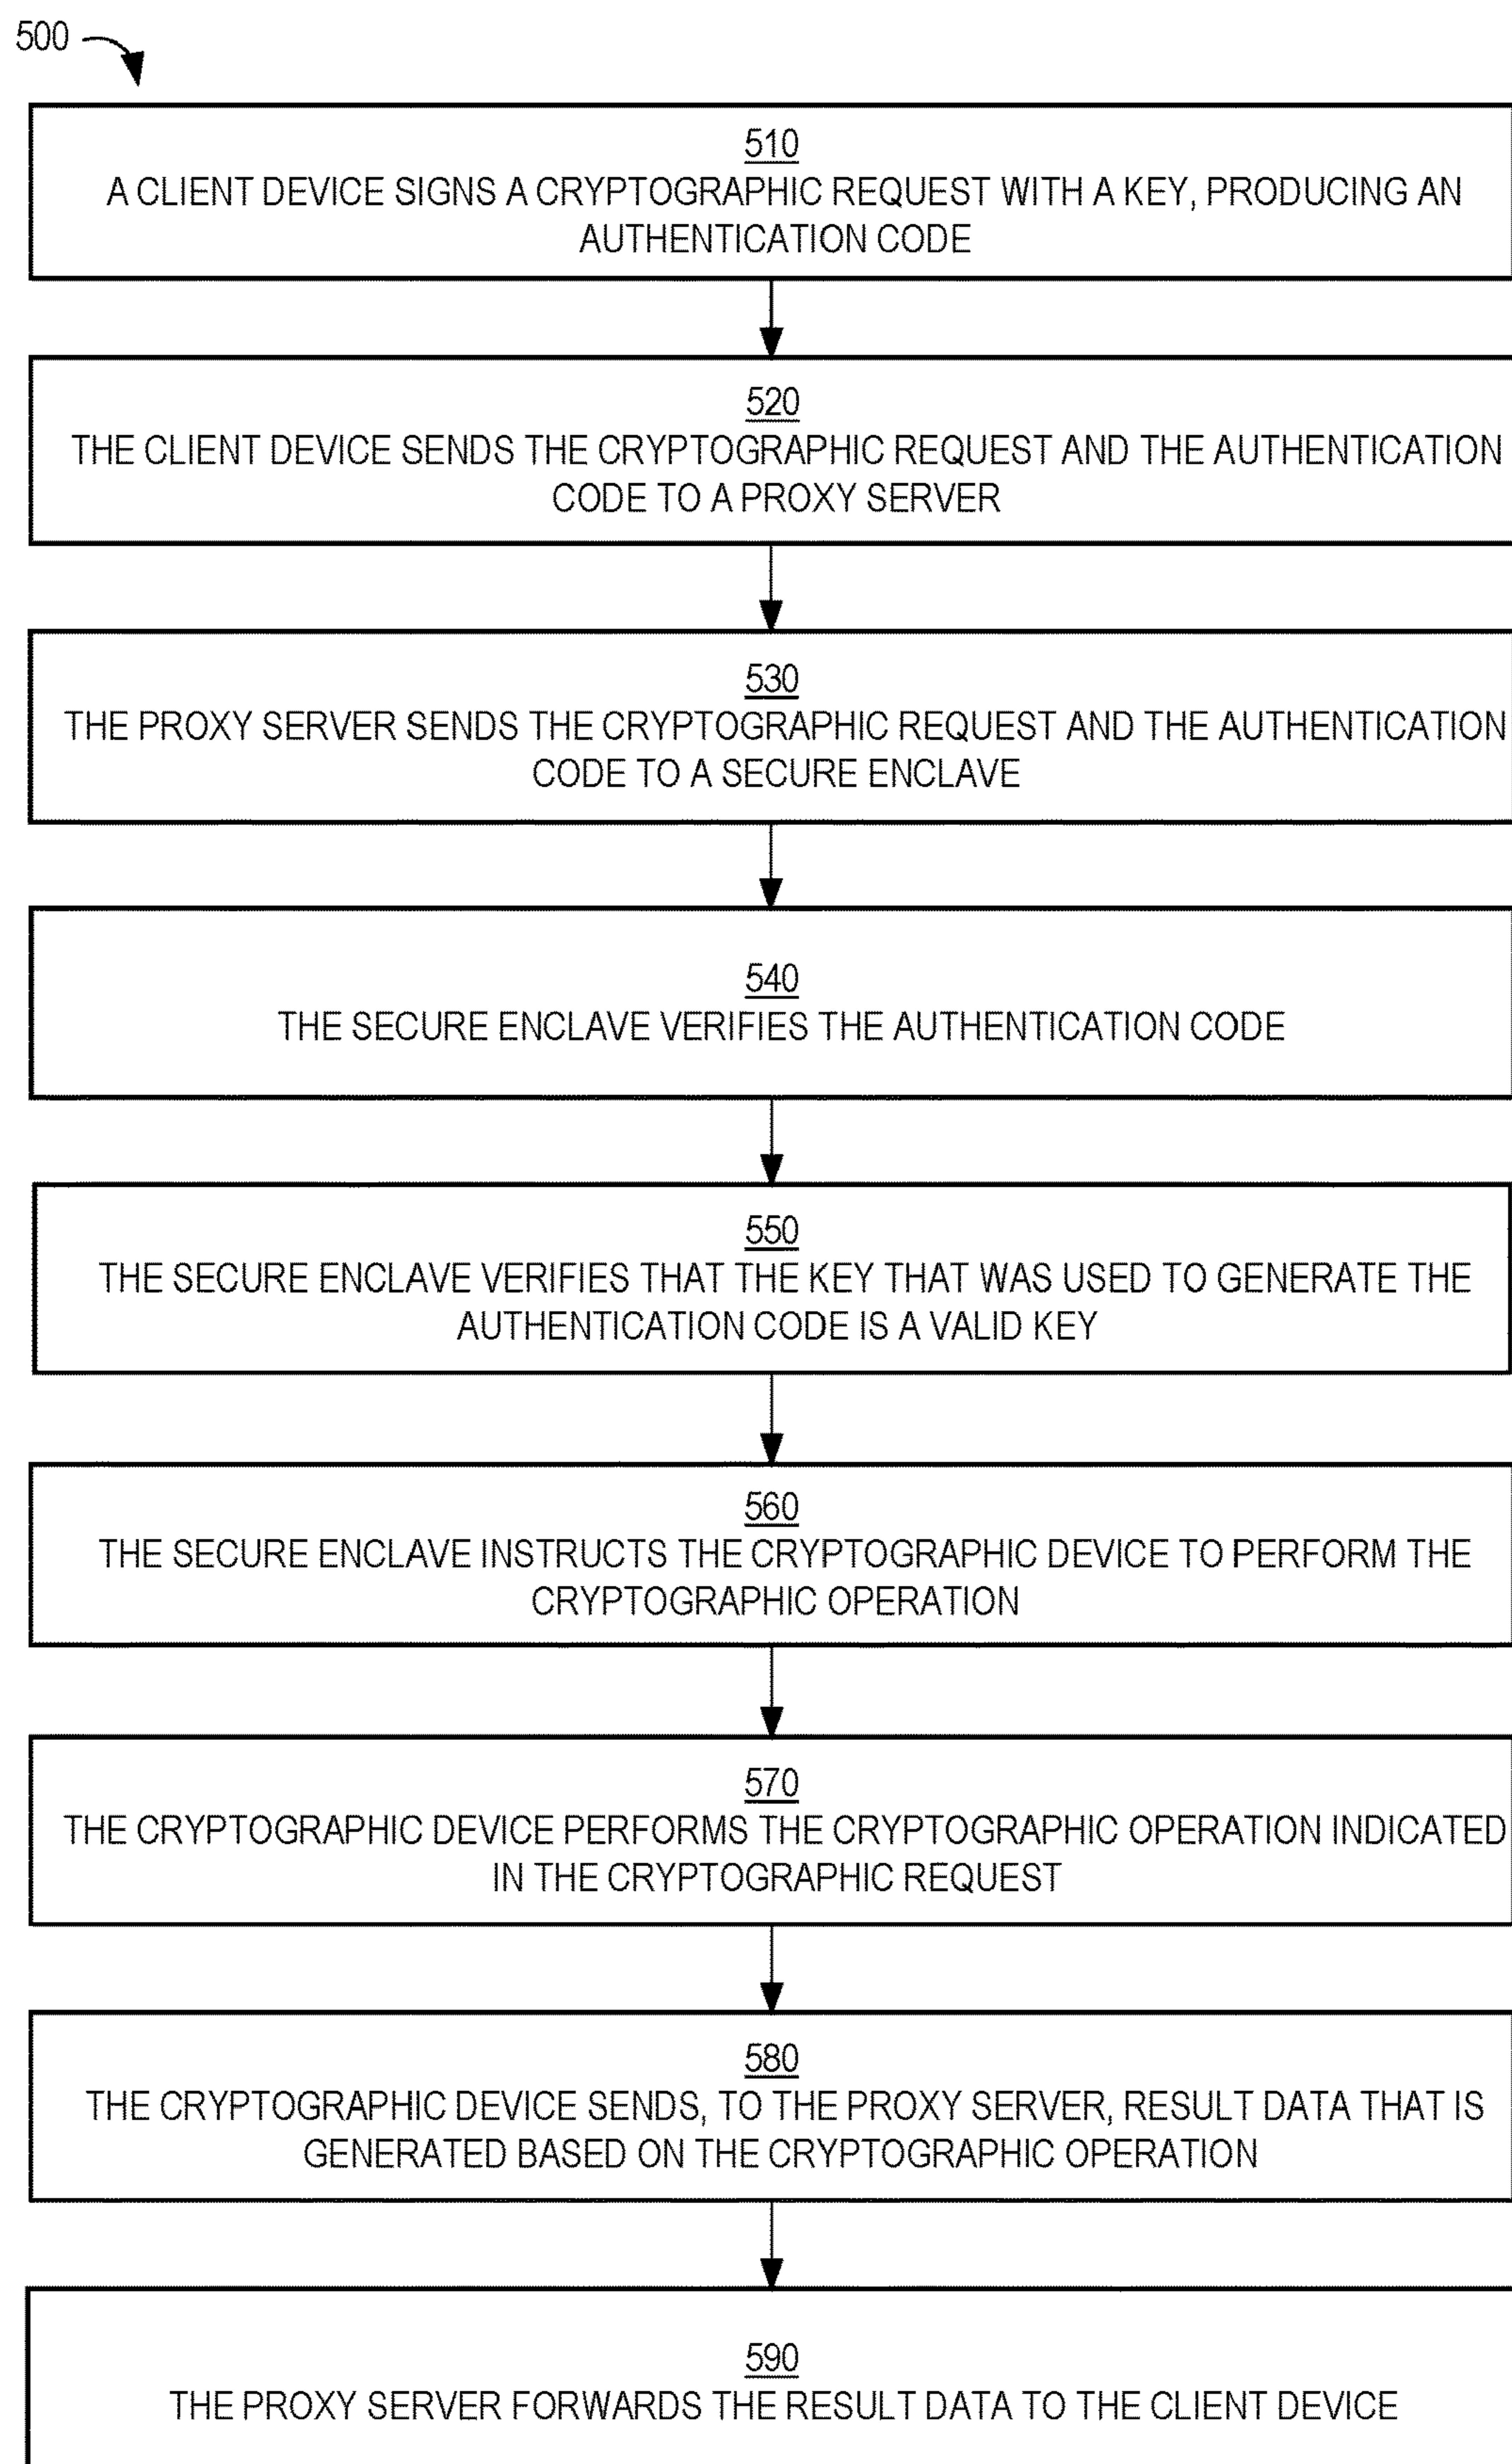 500
510
A CLIENT DEVICE SIGNS A CRYPTOGRAPHIC REQUEST WITH A KEY, PRODUCING AN
AUTHENTICATION CODE
520
THE CLIENT DEVICE SENDS THE CRYPTOGRAPHIC REQUEST AND THE AUTHENTICATION
CODE TO A PROXY SERVER
530
THE PROXY SERVER SENDS THE CRYPTOGRAPHIC REQUEST AND THE AUTHENTICATION
CODE TO A SECURE ENCLAVE
540
THE SECURE ENCLAVE VERIFIES THE AUTHENTICATION CODE
550
THE SECURE ENCLAVE VERIFIES THAT THE KEY THAT WAS USED TO GENERATE THE
AUTHENTICATION CODE IS A VALID KEY
560
THE SECURE ENCLAVE INSTRUCTS THE CRYPTOGRAPHIC DEVICE TO PERFORM THE
CRYPTOGRAPHIC OPERATION
570
THE CRYPTOGRAPHIC DEVICE PERFORMS THE CRYPTOGRAPHIC OPERATION INDICATED
IN THE CRYPTOGRAPHIC REQUEST
580
THE CRYPTOGRAPHIC DEVICE SENDS, TO THE PROXY SERVER, RESULT DATA THAT IS
GENERATED BASED ON THE CRYPTOGRAPHIC OPERATION
590
THE PROXY SERVER FORWARDS THE RESULT DATA TO THE CLIENT DEVICE